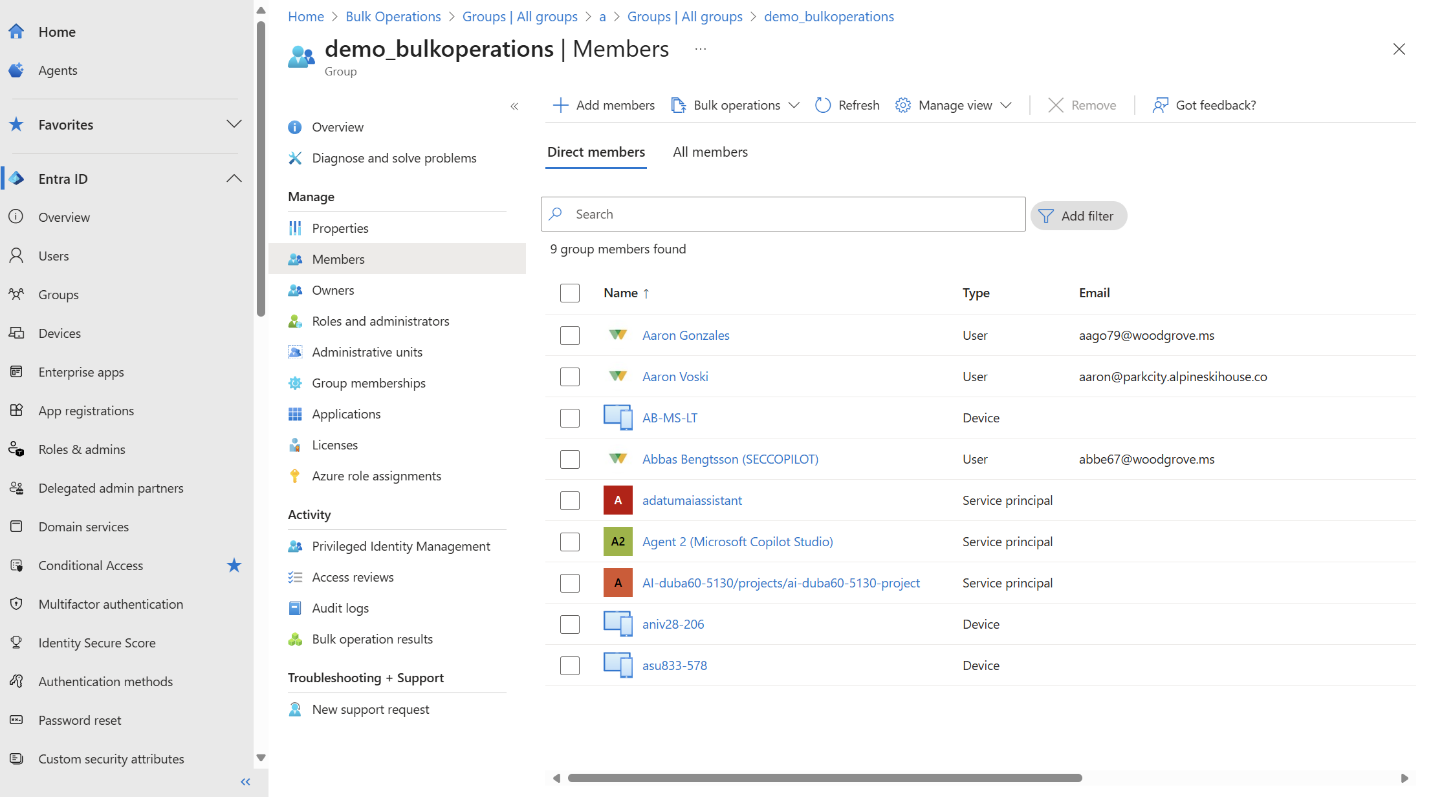 Home
Agents
Favorites
Entra ID
Overview
Users
Groups
Devices
Enterprise apps
App registrations
Roles & admins
Delegated admin partners
Domain services
Conditional Access
Multifactor authentication
Identity Secure Score
Authentication methods
Password reset
Custom security attributes
Home > Bulk Operations > Groups | All groups > a > Groups | All groups > demo_bulkoperations
demo_bulkoperations | Members ...
Group
Overview
Diagnose and solve problems
Manage
Properties
Members
Owners
Roles and administrators
Administrative units
Group memberships
Applications
Licenses
Azure role assignments
Activity
Privileged Identity Management
Access reviews
Audit logs
Bulk operation results
Troubleshooting + Support
New support request
Add members Bulk operations Refresh Manage view Remove Got feedback?
Direct members All members
Search Add filter
9 group members found
Name ↑ Type Email
Aaron Gonzales User aago79@woodgrove.ms
Aaron Voski User aaron@parkcity.alpineskihouse.co
AB-MS-LT Device
Abbas Bengtsson (SECCOPILOT) User abbe67@woodgrove.ms
A adatumaiassistant Service principal
A2 Agent 2 (Microsoft Copilot Studio) Service principal
A AI-duba60-5130/projects/ai-duba60-5130-project Service principal
aniv28-206 Device
asu833-578 Device